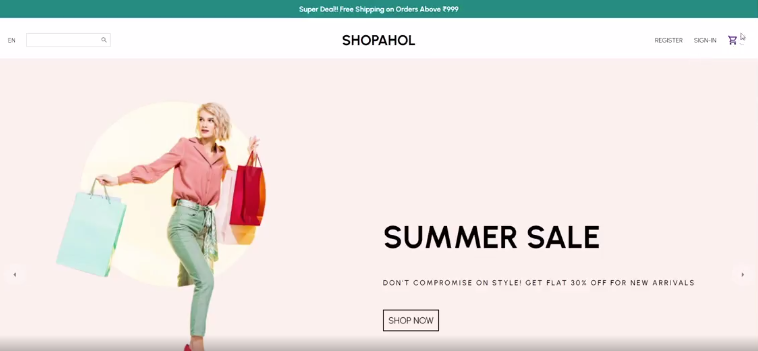 Super Deal!! Free Shipping on Orders Above ₹999
EN
SHOPAHOL
REGISTER SIGN-IN
SUMMER SALE
DON'T COMPROMISE ON STYLE! GET FLAT 30% OFF FOR NEW ARRIVALS
SHOP NOW